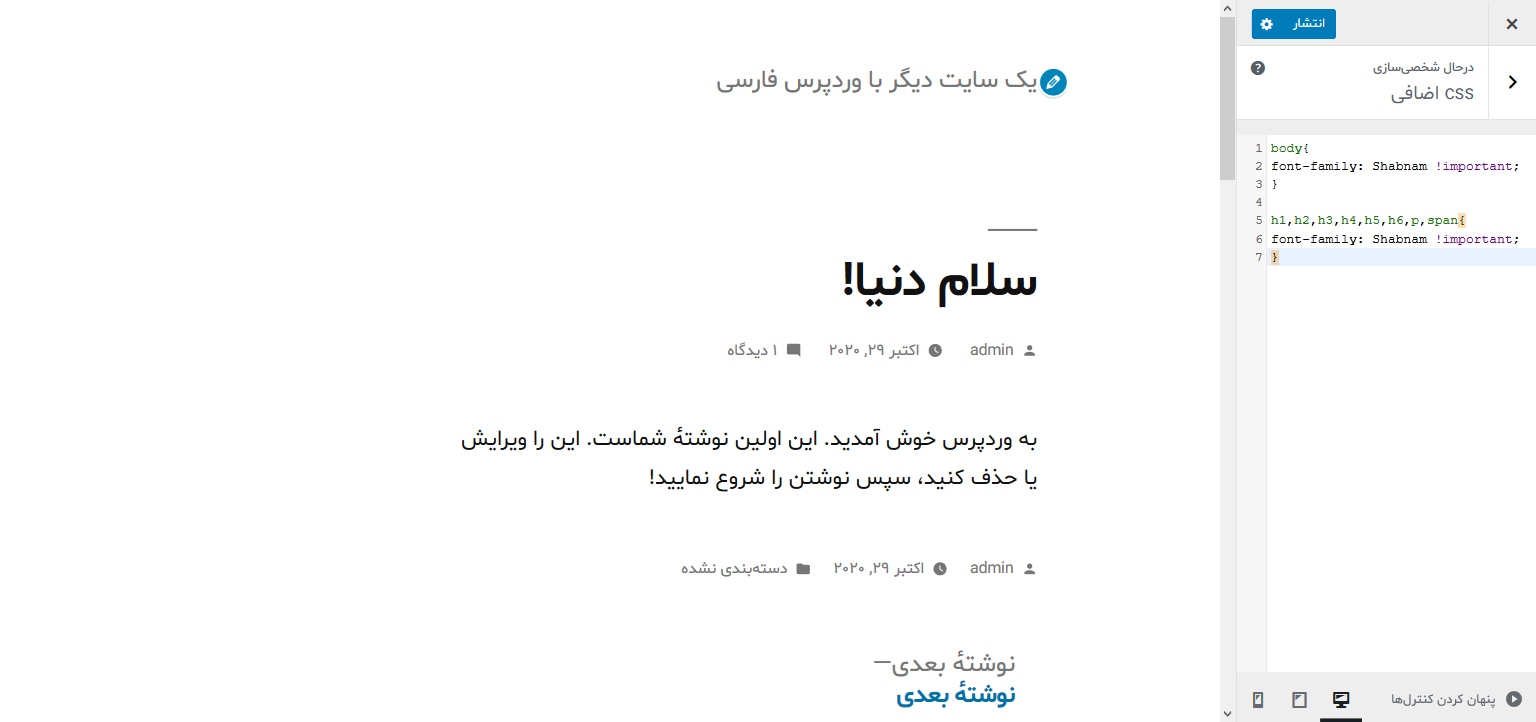 انتشار
درحال شخصی‌سازی
CSS اضافی
1 body{
2 font-family: Shabnam !important;
3 }
4
5 h1,h2,h3,h4,h5,h6,p,span{
6 font-family: Shabnam !important;
7 }
پنهان کردن کنترل‌ها
یک سایت دیگر با وردپرس فارسی
سلام دنیا!
admin اکتبر ۲۹, ۲۰۲۰ ۱ دیدگاه
به وردپرس خوش آمدید. این اولین نوشتهٔ شماست. این را ویرایش
یا حذف کنید، سپس نوشتن را شروع نمایید!
admin اکتبر ۲۹, ۲۰۲۰ دسته‌بندی نشده
نوشتهٔ بعدی—
نوشتهٔ بعدی